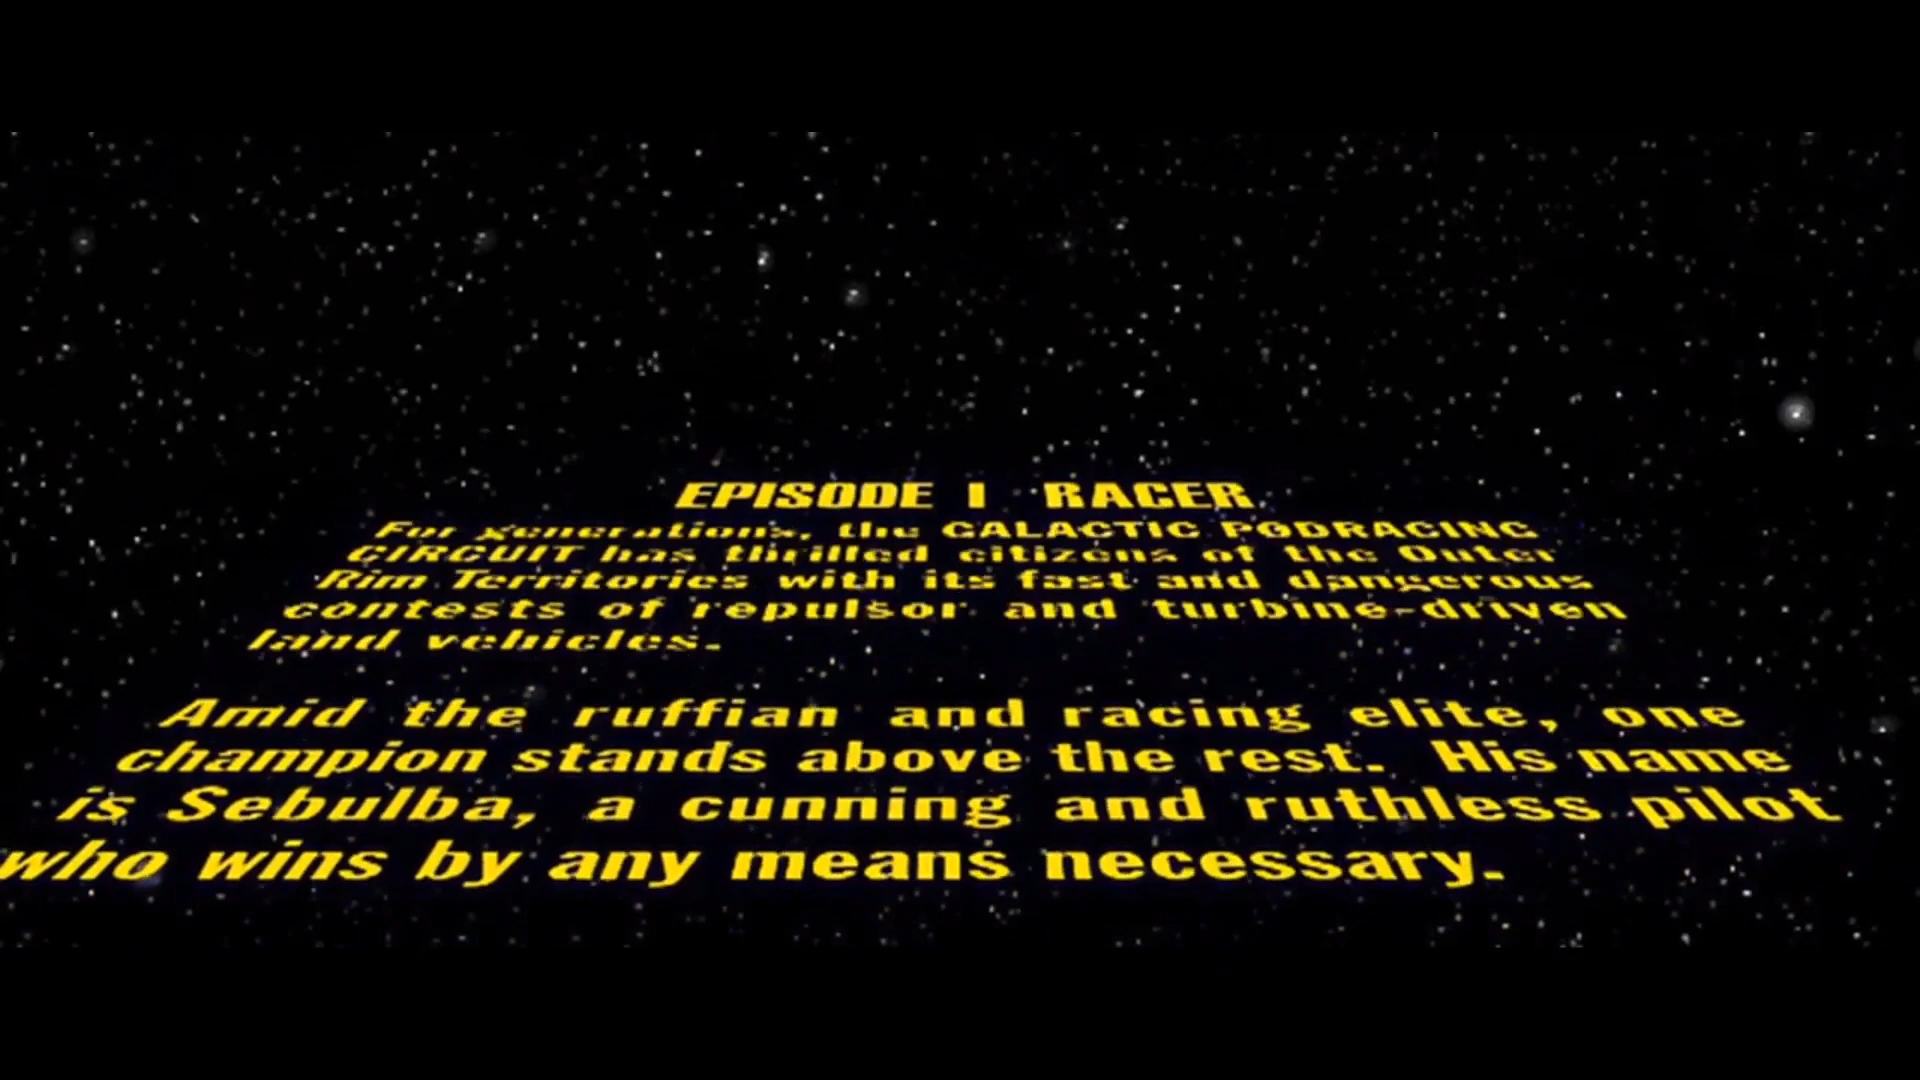 EPISODE I RACER
For generations, the GALACTIC PODRACING
CIRCUIT has thrilled citizens of the Outer
Rim Territories with its fast and dangerous
contests of repulsor and turbine-driven
land vehicles.
Amid the ruffian and racing elite, one
champion stands above the rest. His name
is Sebulba, a cunning and ruthless pilot
who wins by any means necessary.